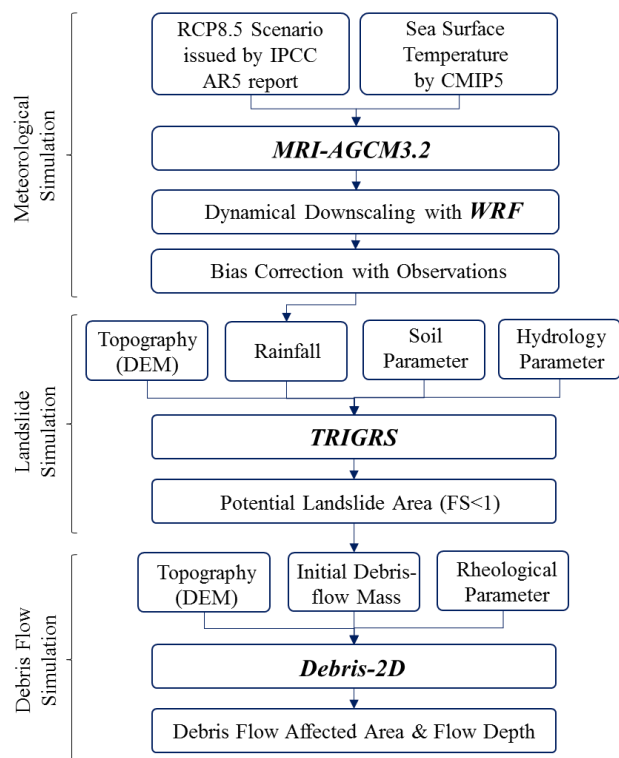 Meteorological
Simulation
RCP8.5 Scenario
issued by IPCC
AR5 report
Sea Surface
Temperature
by CMIP5
MRI-AGCM3.2
Dynamical Downscaling with WRF
Bias Correction with Observations
Landslide
Simulation
Topography
(DEM)
Rainfall
Soil
Parameter
Hydrology
Parameter
TRIGRS
Potential Landslide Area (FS<1)
Debris Flow
Simulation
Topography
(DEM)
Initial Debris-
flow Mass
Rheological
Parameter
Debris-2D
Debris Flow Affected Area & Flow Depth